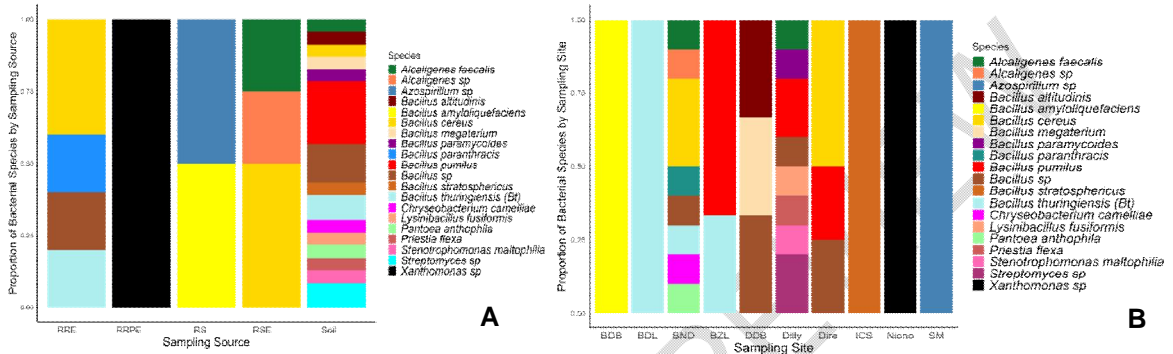 Proportion of Bacterial Species by Sampling Source
1.00
0.75
0.50
0.25
0.00
RRE RRPE RS RSE Soil
Sampling Source
Species
Alcaligenes faecalis
Alcaligenes sp
Azospirillum sp
Bacillus altitudinis
Bacillus amyloliquefaciens
Bacillus cereus
Bacillus megaterium
Bacillus paramycoides
Bacillus paranthracis
Bacillus pumilus
Bacillus sp
Bacillus stratosphericus
Bacillus thuringiensis (Bt)
Chryseobacterium camelliae
Lysinibacillus fusiformis
Pantoea anthophila
Priestia flexa
Stenotrophomonas maltophilia
Streptomyces sp
Xanthomonas sp
A
Proportion of Bacterial Species by Sampling Site
1.00
0.75
0.50
0.25
0.00
BDB BDL BND BZL DDB Dilly Dire ICS Niono SM
Sampling Site
Species
Alcaligenes faecalis
Alcaligenes sp
Azospirillum sp
Bacillus altitudinis
Bacillus amyloliquefaciens
Bacillus cereus
Bacillus megaterium
Bacillus paramycoides
Bacillus paranthracis
Bacillus pumilus
Bacillus sp
Bacillus stratosphericus
Bacillus thuringiensis (Bt)
Chryseobacterium camelliae
Lysinibacillus fusiformis
Pantoea anthophila
Priestia flexa
Stenotrophomonas maltophilia
Streptomyces sp
Xanthomonas sp
B